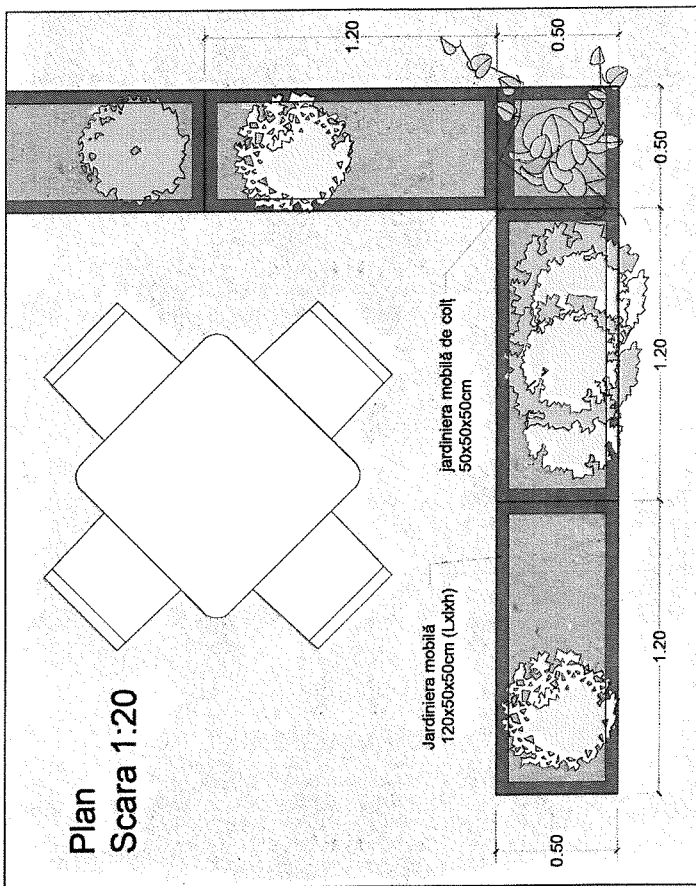 Plan
Scara 1:20
Jardiniera mobilă
120x50x50cm (Lxlxh)
jardiniera mobilă de colț
50x50x50cm
1.20
0.50
0.50
1.20
1.20
0.50